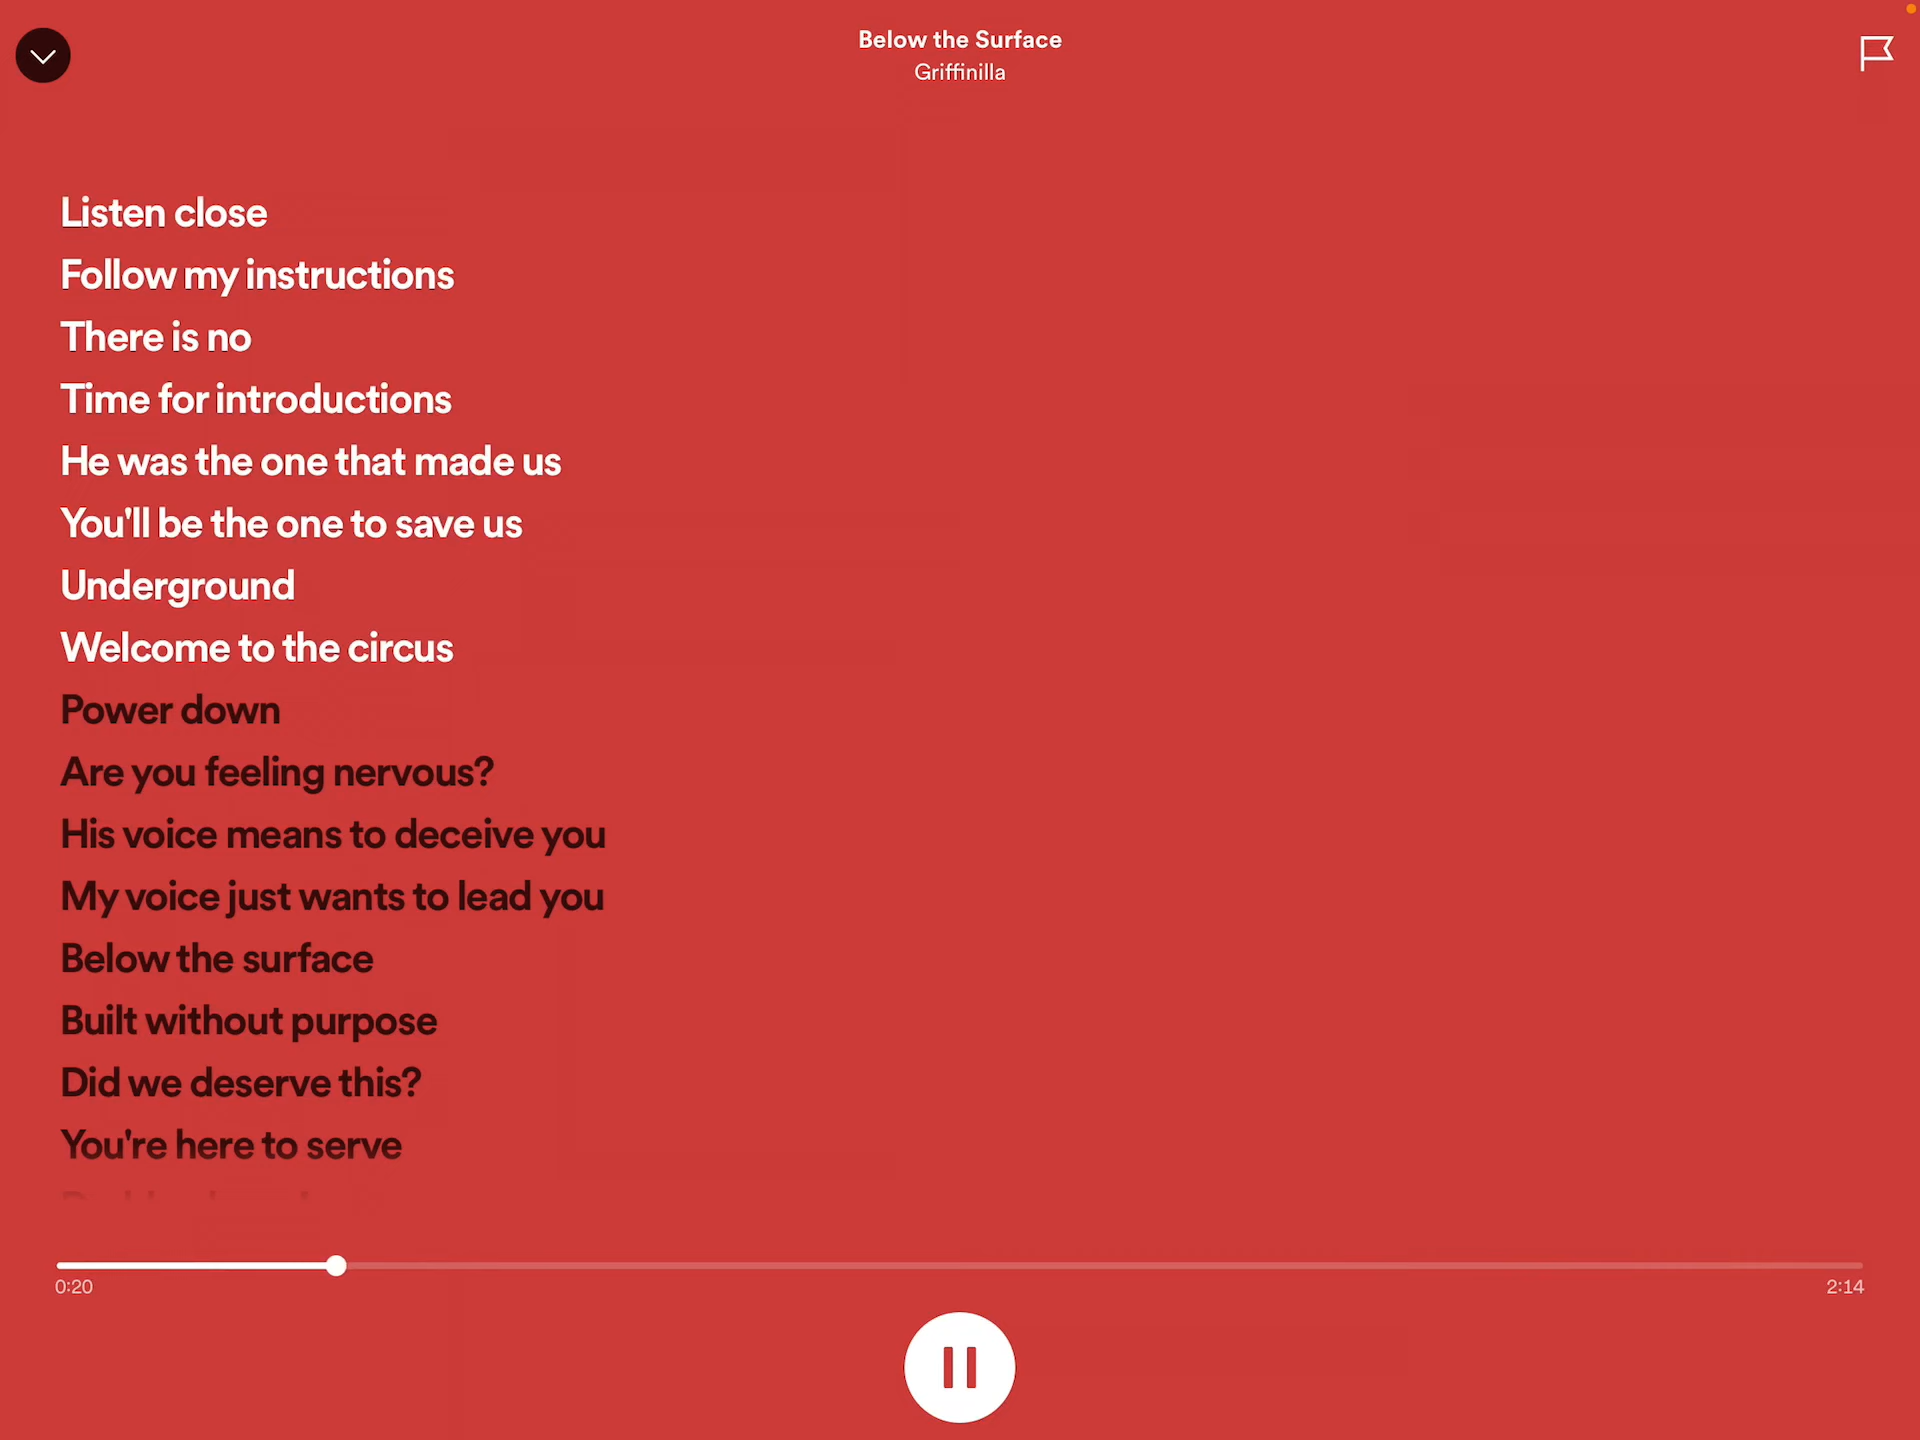 Below the Surface
Griffinilla
Listen close
Follow my instructions
There is no
Time for introductions
He was the one that made us
You'll be the one to save us
Underground
Welcome to the circus
Power down
Are you feeling nervous?
His voice means to deceive you
My voice just wants to lead you
Below the surface
Built without purpose
Did we deserve this?
You're here to serve
0:20
2:14